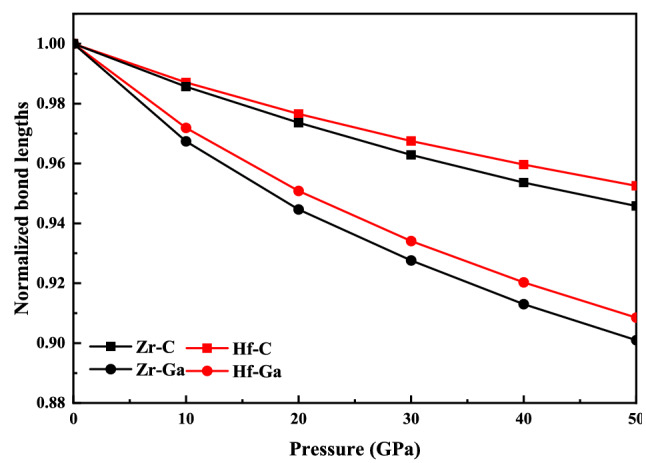 Normalized bond lengths
1.00
0.98
0.96
0.94
0.92
0.90
0.88
Zr-C Hf-C
Zr-Ga Hf-Ga
0 10 20 30 40 50
Pressure (GPa)